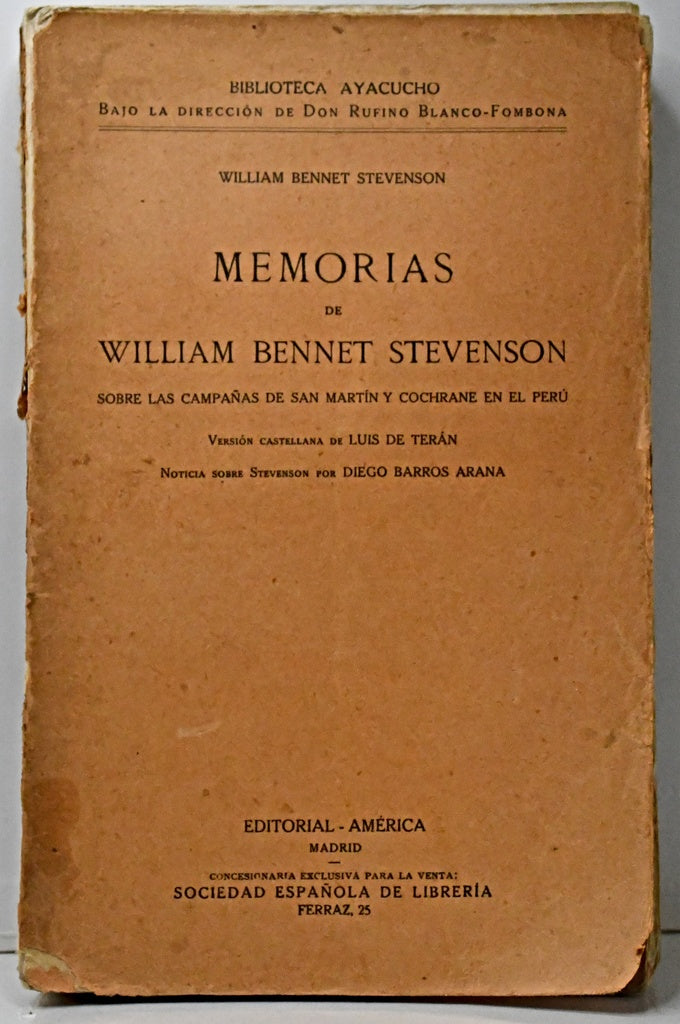 BIBLIOTECA AYACUCHO
BAJO LA DIRECCIÓN DE DON RUFINO BLANCO-FOMBONA
WILLIAM BENNET STEVENSON
MEMORIAS
DE
WILLIAM BENNET STEVENSON
SOBRE LAS CAMPAÑAS DE SAN MARTÍN Y COCHRANE EN EL PERÚ
VERSIÓN CASTELLANA DE LUIS DE TERÁN
NOTICIA SOBRE STEVENSON POR DIEGO BARROS ARANA
EDITORIAL-AMÉRICA
MADRID
CONCESIONARIA EXCLUSIVA PARA LA VENTA:
SOCIEDAD ESPAÑOLA DE LIBRERÍA
FERRAZ, 25